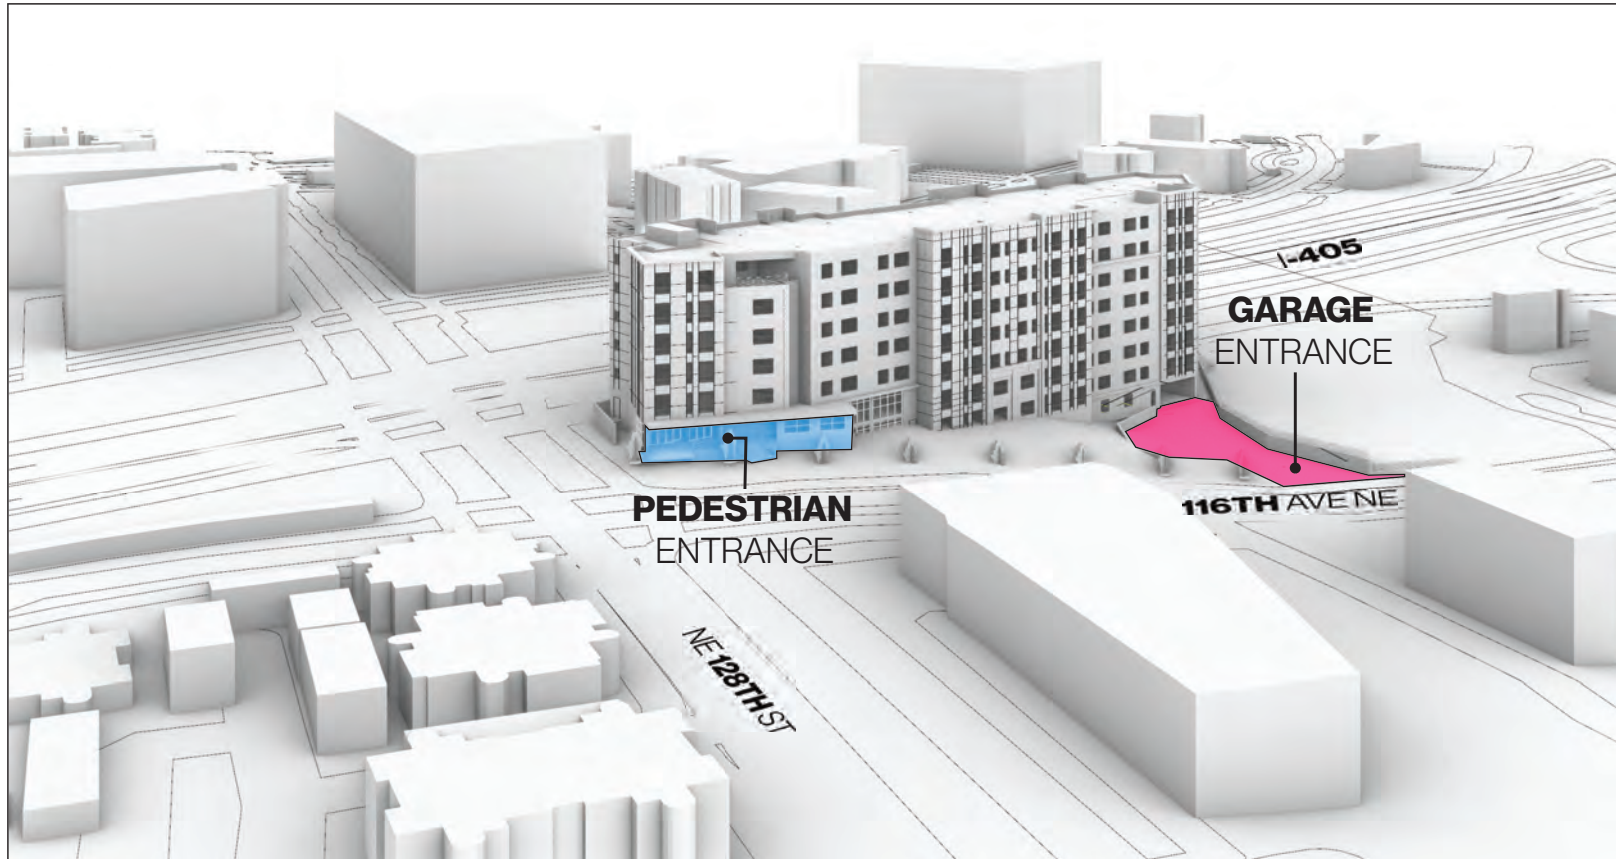 I-405
GARAGE
ENTRANCE
116TH AVE NE
PEDESTRIAN
ENTRANCE
NE 128TH ST